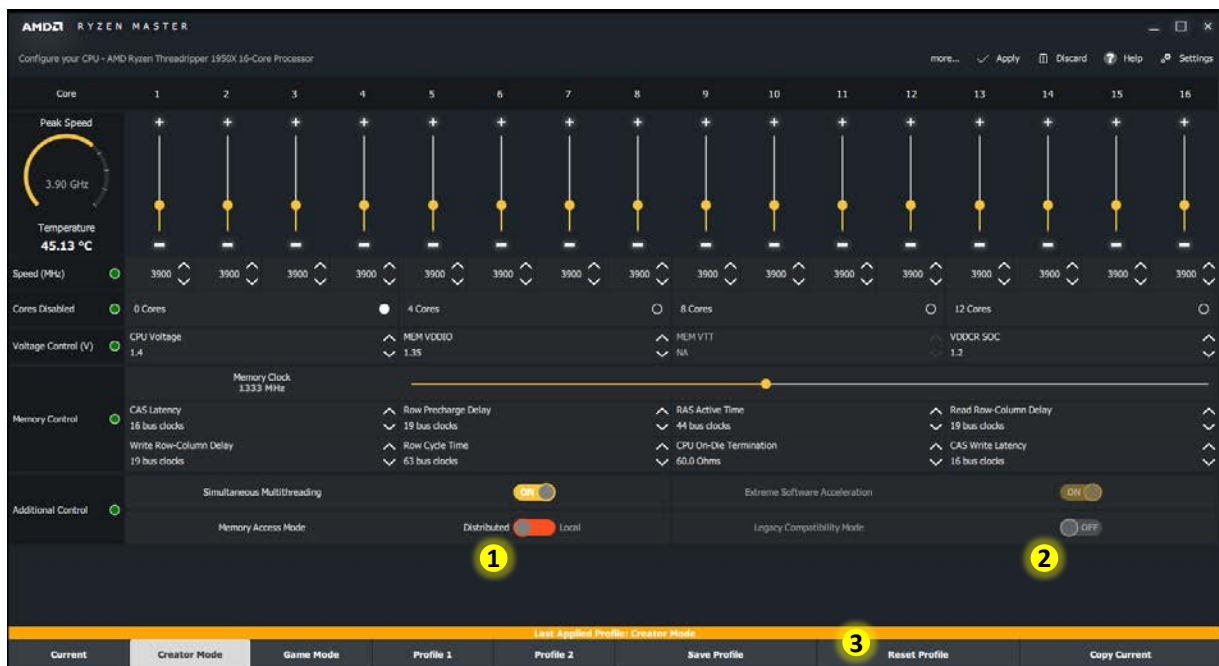 AMD RYZEN MASTER
Configure your CPU - AMD Ryzen Threadripper 1950X 16-Core Processor
more... Apply Discard Help Settings
Core 1 2 3 4 5 6 7 8 9 10 11 12 13 14 15 16
Peak Speed
3.90 GHz
Temperature
45.13 °C
Speed (MHz) 3900 3900 3900 3900 3900 3900 3900 3900 3900 3900 3900 3900 3900 3900 3900 3900
Cores Disabled 0 Cores 4 Cores 8 Cores 12 Cores
Voltage Control (V)
CPU Voltage MEM VDDIO MEM VTT VDDCR SOC
1.4 1.35 NA 1.2
Memory Clock
1333 MHz
Memory Control
CAS Latency Row Precharge Delay RAS Active Time Read Row-Column Delay
16 bus clocks 19 bus clocks 44 bus clocks 19 bus clocks
Write Row-Column Delay Row Cycle Time CPU On-Die Termination CAS Write Latency
19 bus clocks 63 bus clocks 60.0 Ohms 16 bus clocks
Additional Control
Simultaneous Multithreading ON Extreme Software Acceleration ON
Memory Access Mode Distributed Local Legacy Compatibility Mode OFF
1 2
Last Applied Profile: Creator Mode
3
Current Creator Mode Game Mode Profile 1 Profile 2 Save Profile Reset Profile Copy Current